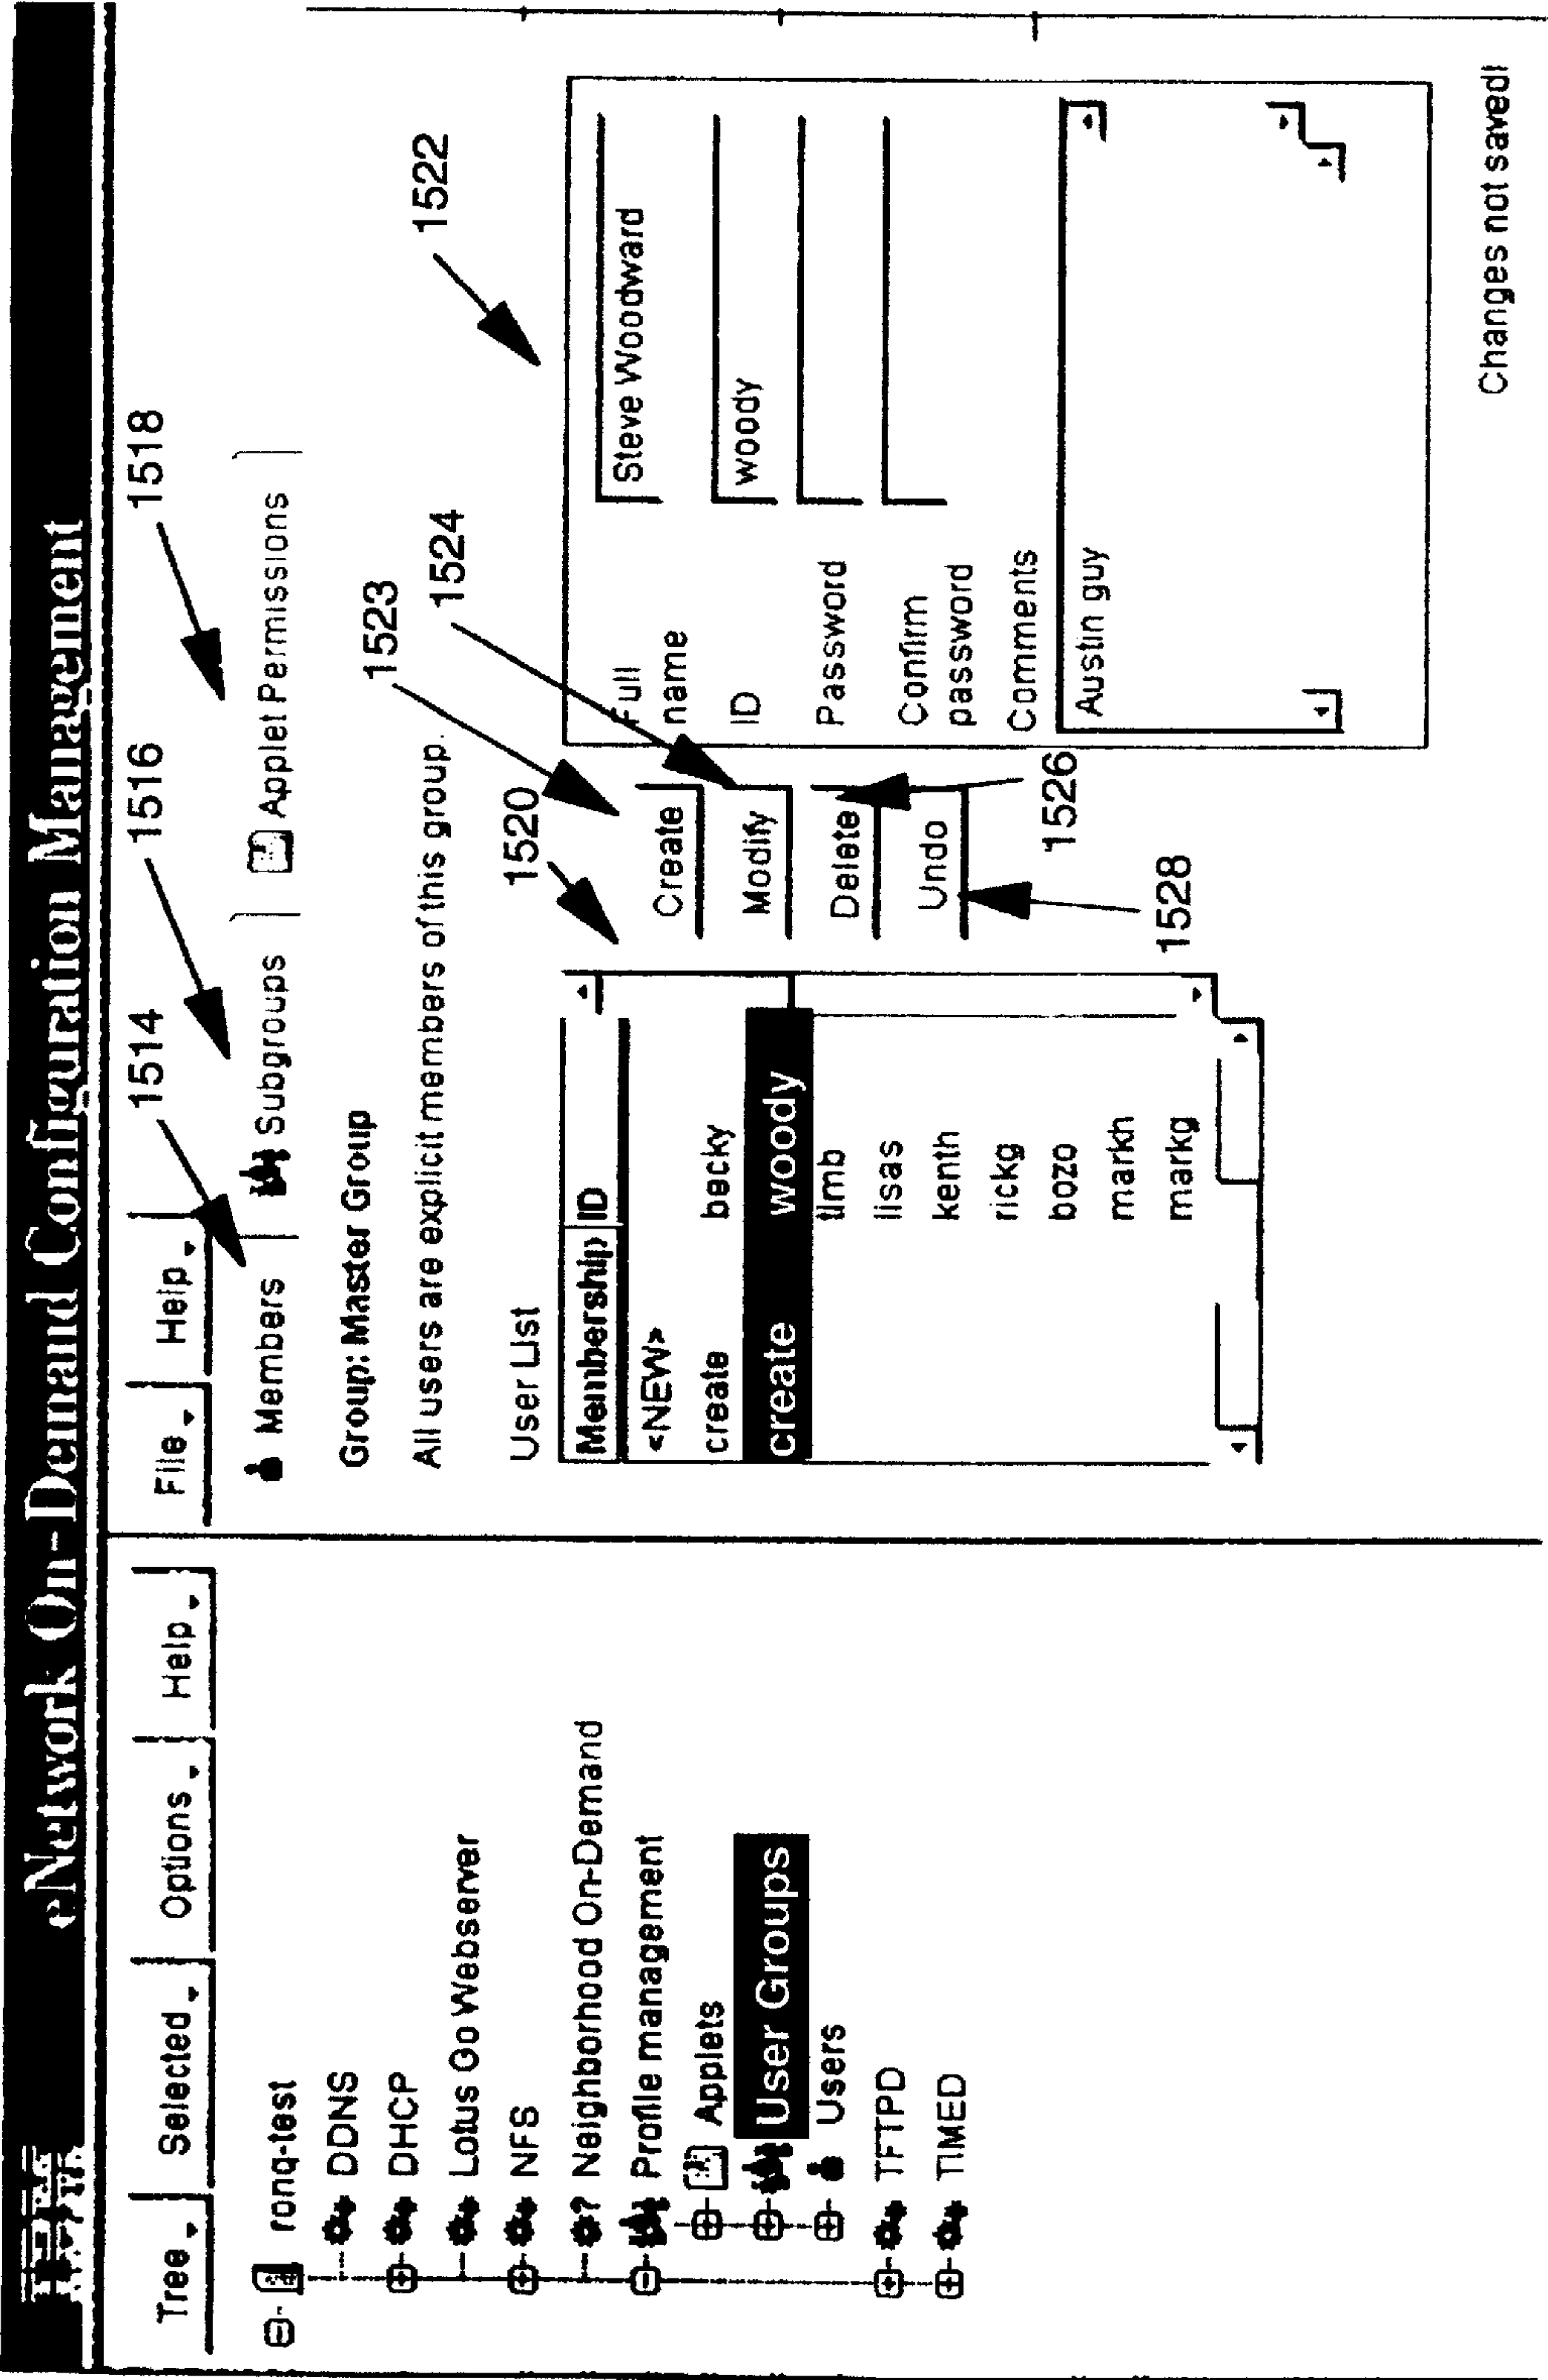 IBM eNetwork On-Demand Configuration Management
Tree Selected Options Help
ronq-test
DDNS
DHCP
Lotus Go Webserver
NFS
? Neighborhood On-Demand
Profile management
Applets
User Groups
Users
TFTPD
TIMED
File Help
1514
1516
1518
Members Subgroups Applet Permissions
Group: Master Group
All users are explicit members of this group.
1520
1523
1524
1522
User List
Membership ID
<NEW>
create becky
create woody
timb
lisas
kenth
rickg
bozo
markh
markg
Create
Modify
Delete
Undo
1526
1528
Full name Steve Woodward
ID woody
Password
Confirm password
Comments
Austin guy
Changes not saved!